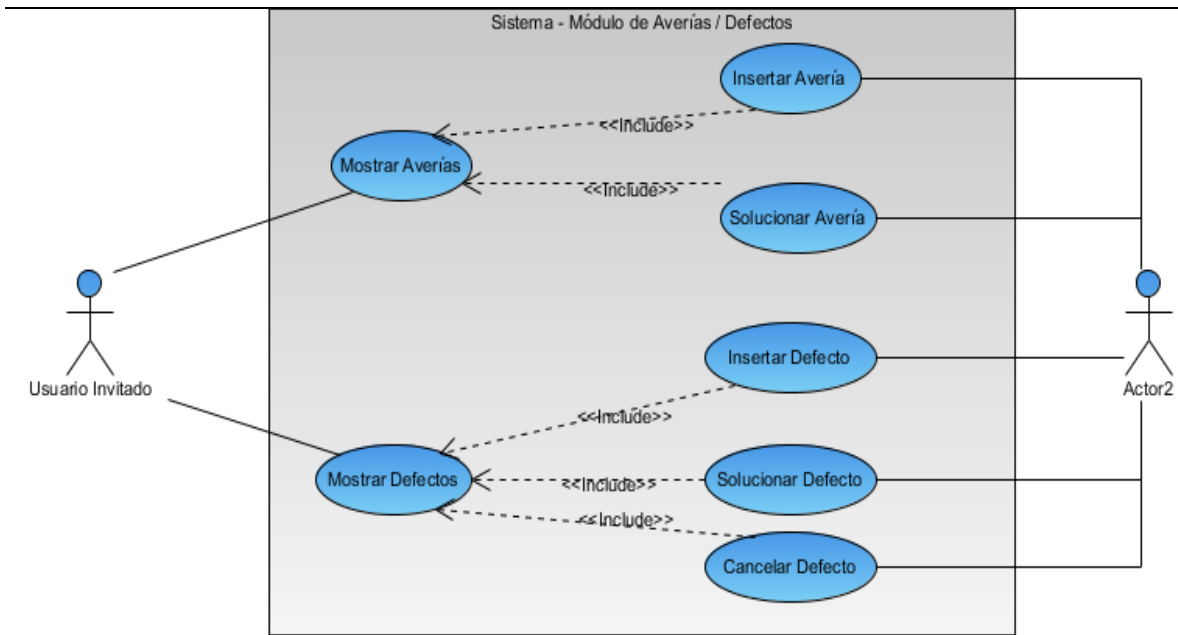 Sistema - Módulo de Averías / Defectos
Insertar Avería
<<Include>>
Mostrar Averías
<<Include>>
Solucionar Avería
Insertar Defecto
Usuario Invitado
Actor2
<<Include>>
Mostrar Defectos
<<Include>>
Solucionar Defecto
<<Include>>
Cancelar Defecto